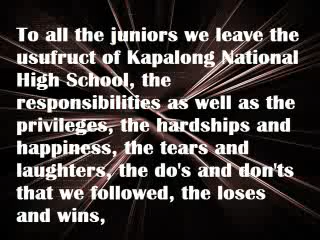 To all the juniors we leave the
usufruct of Kapalong National
High School, the
responsibilities as well as the
privileges, the hardships and
happiness, the tears and
laughters, the do's and don'ts
that we followed, the loses
and wins,